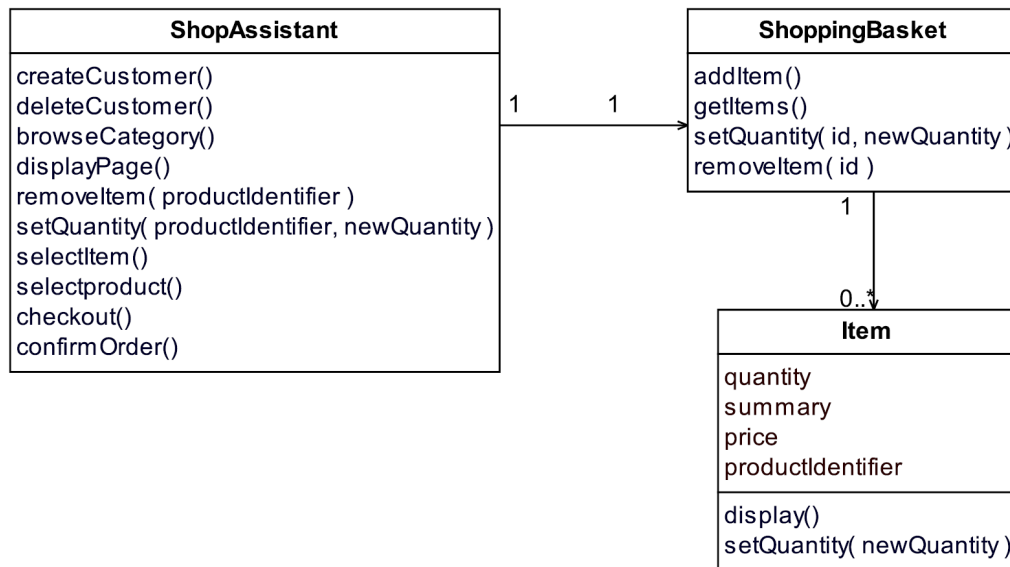 ShopAssistant
createCustomer()
deleteCustomer()
browseCategory()
displayPage()
removeItem( productIdentifier )
setQuantity( productIdentifier, newQuantity )
selectItem()
selectproduct()
checkout()
confirmOrder()
1 1
ShoppingBasket
addItem()
getItems()
setQuantity( id, newQuantity )
removeItem( id )
1
0..*
Item
quantity
summary
price
productIdentifier
display()
setQuantity( newQuantity )